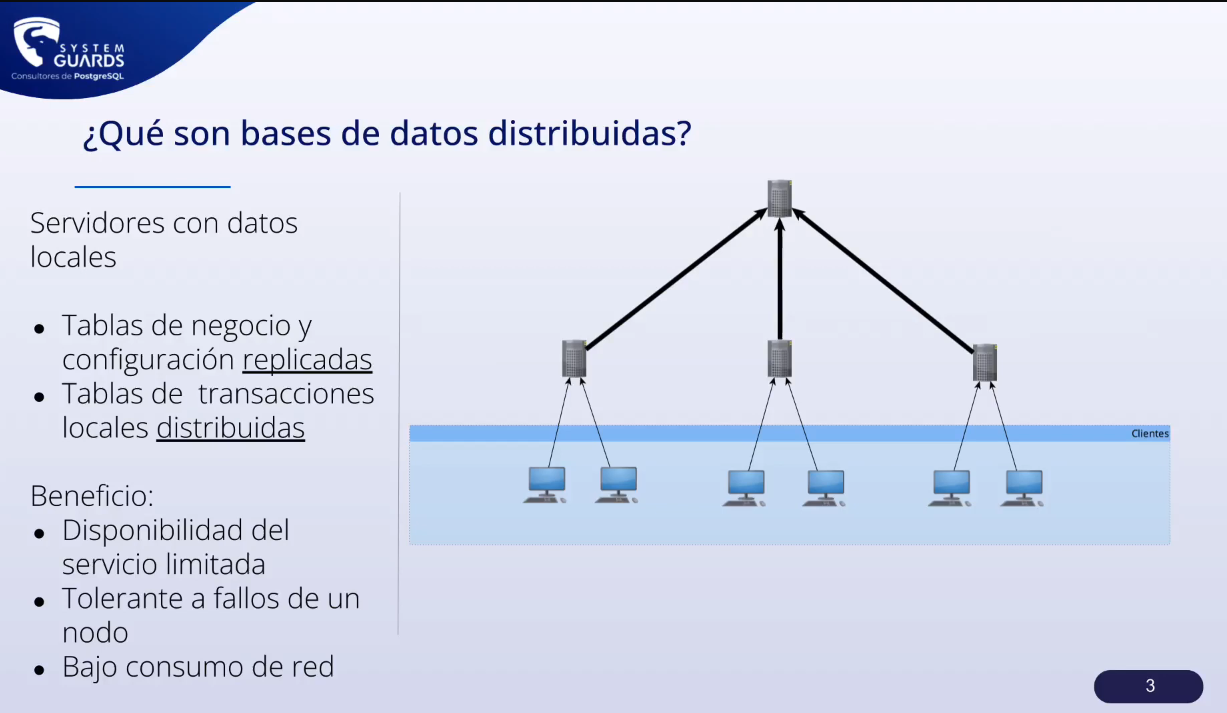 SYSTEM
GUARDS
Consultores de PostgreSQL
¿Qué son bases de datos distribuidas?
Servidores con datos
locales
● Tablas de negocio y
configuración replicadas
● Tablas de  transacciones
locales distribuidas
Beneficio:
● Disponibilidad del
servicio limitada
● Tolerante a fallos de un
nodo
● Bajo consumo de red
Clientes
3